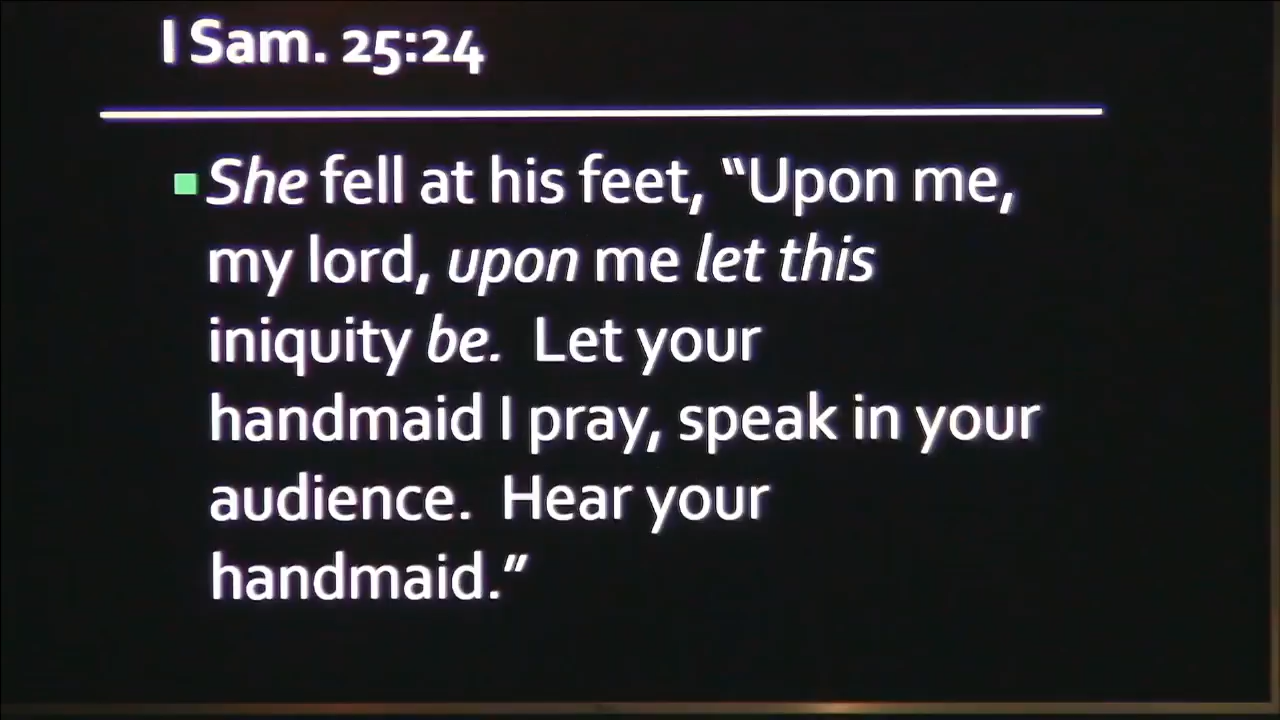 I Sam. 25:24
She fell at his feet, “Upon me,
my lord, upon me let this
iniquity be.  Let your
handmaid I pray, speak in your
audience.  Hear your
handmaid.”